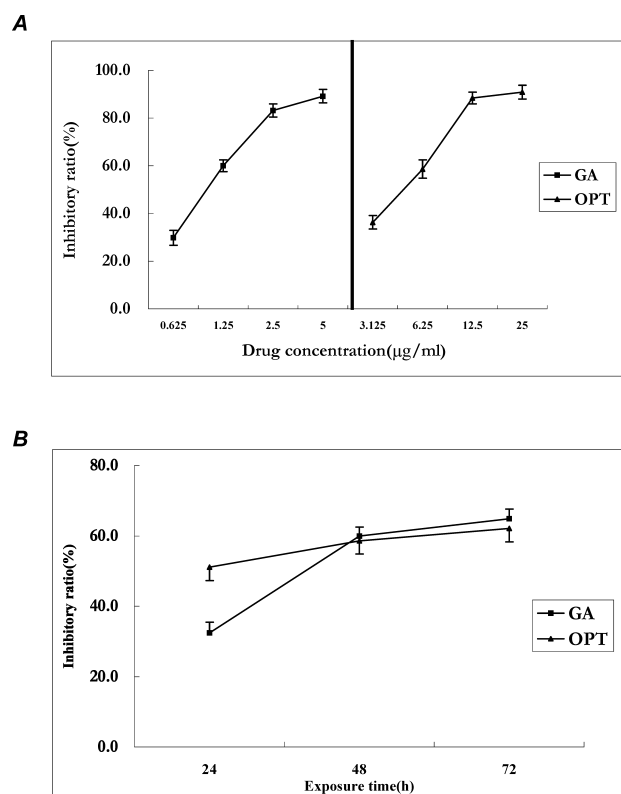 A
100.0
80.0
60.0
40.0
20.0
0.0
Inhibitory ratio(%)
0.625 1.25 2.5 5 3.125 6.25 12.5 25
Drug concentration(μg/ml)
GA
OPT
B
80.0
60.0
40.0
20.0
0.0
Inhibitory ratio(%)
24 48 72
Exposure time(h)
GA
OPT